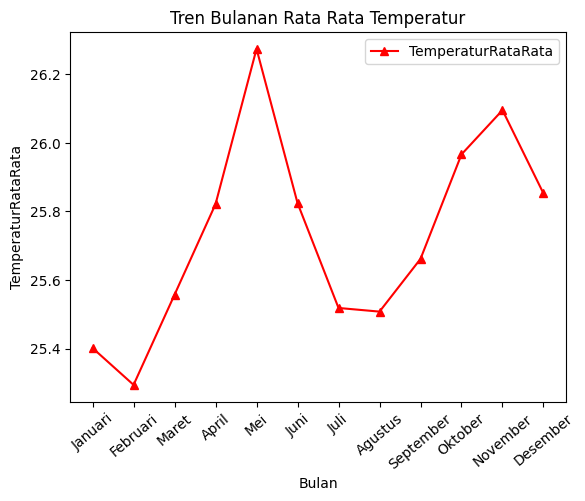 Tren Bulanan Rata Rata Temperatur
TemperaturRataRata
TemperaturRataRata
26.2
26.0
25.8
25.6
25.4
Januari
Februari
Maret
April
Mei
Juni
Juli
Agustus
September
Oktober
November
Desember
Bulan